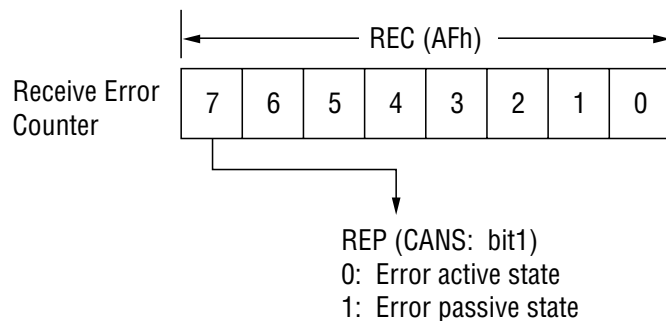 REC (AFh)
Receive Error
Counter
7 6 5 4 3 2 1 0
REP (CANS: bit1)
0: Error active state
1: Error passive state